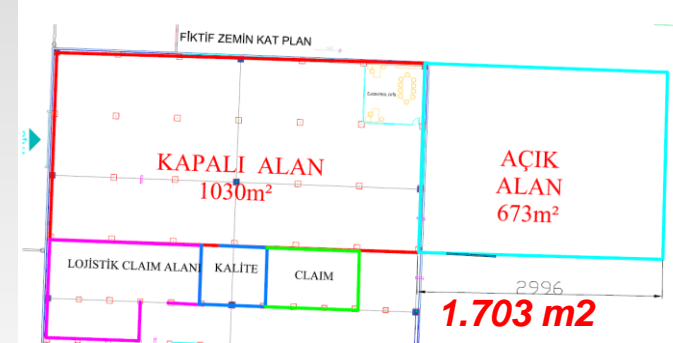 FİKTİF ZEMİN KAT PLAN
KAPALI ALAN
1030m²
AÇIK
ALAN
673m²
LOJİSTİK CLAIM ALANI
KALİTE
CLAIM
2996
1.703 m2